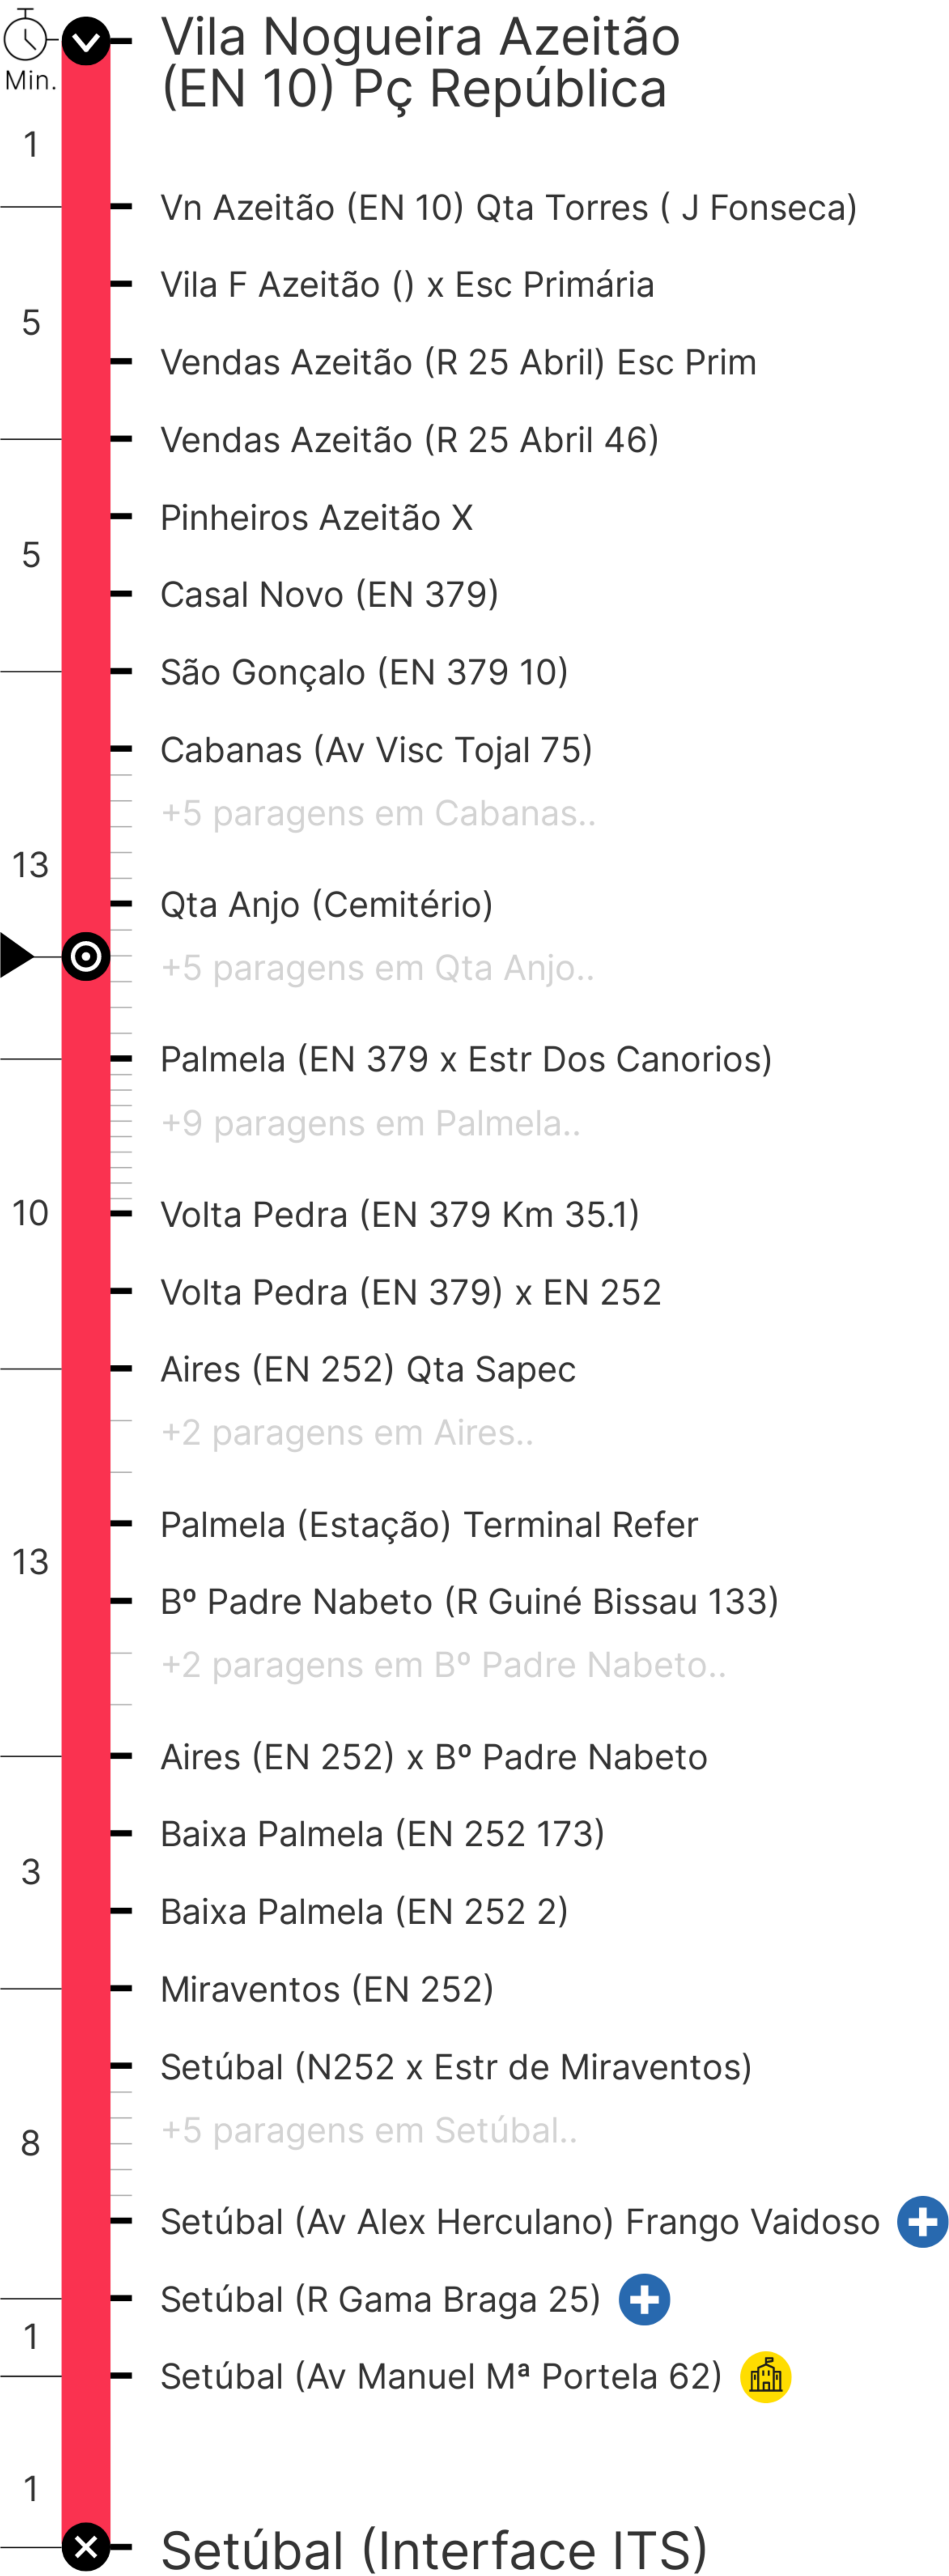 Vila Nogueira Azeitão
(EN 10) Pç República
Min.
1
Vn Azeitão (EN 10) Qta Torres ( J Fonseca)
Vila F Azeitão () x Esc Primária
5
Vendas Azeitão (R 25 Abril) Esc Prim
Vendas Azeitão (R 25 Abril 46)
Pinheiros Azeitão X
5
Casal Novo (EN 379)
São Gonçalo (EN 379 10)
Cabanas (Av Visc Tojal 75)
+5 paragens em Cabanas..
13
Qta Anjo (Cemitério)
+5 paragens em Qta Anjo..
Palmela (EN 379 x Estr Dos Canorios)
+9 paragens em Palmela..
10
Volta Pedra (EN 379 Km 35.1)
Volta Pedra (EN 379) x EN 252
Aires (EN 252) Qta Sapec
+2 paragens em Aires..
Palmela (Estação) Terminal Refer
13
Bº Padre Nabeto (R Guiné Bissau 133)
+2 paragens em Bº Padre Nabeto..
Aires (EN 252) x Bº Padre Nabeto
Baixa Palmela (EN 252 173)
3
Baixa Palmela (EN 252 2)
Miraventos (EN 252)
Setúbal (N252 x Estr de Miraventos)
+5 paragens em Setúbal..
8
Setúbal (Av Alex Herculano) Frango Vaidoso
Setúbal (R Gama Braga 25)
1
Setúbal (Av Manuel Mª Portela 62)
1
Setúbal (Interface ITS)